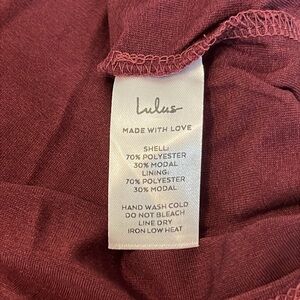 Lulus
MADE WITH LOVE
SHELL:
70% POLYESTER
30% MODAL
LINING:
70% POLYESTER
30% MODAL
HAND WASH COLD
DO NOT BLEACH
LINE DRY
IRON LOW HEAT